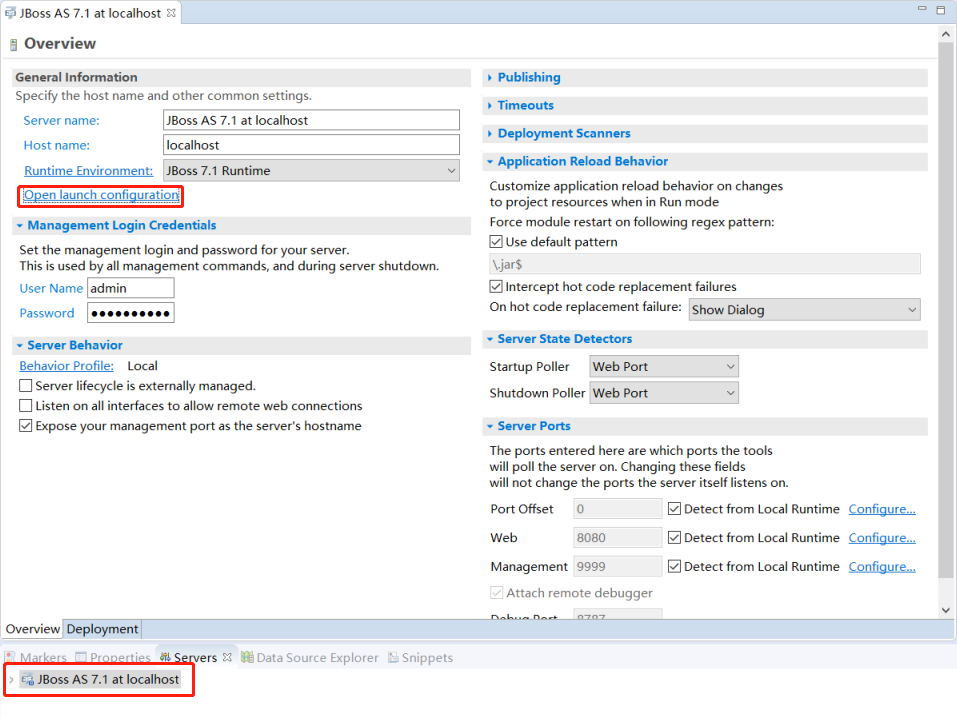 JBoss AS 7.1 at localhost
Overview
General Information
Specify the host name and other common settings.
Server name: JBoss AS 7.1 at localhost
Host name: localhost
Runtime Environment: JBoss 7.1 Runtime
Open launch configuration
Management Login Credentials
Set the management login and password for your server.
This is used by all management commands, and during server shutdown.
User Name admin
Password ●●●●●●●●●●
Server Behavior
Behavior Profile: Local
Server lifecycle is externally managed.
Listen on all interfaces to allow remote web connections
Expose your management port as the server's hostname
Publishing
Timeouts
Deployment Scanners
Application Reload Behavior
Customize application reload behavior on changes
to project resources when in Run mode
Force module restart on following regex pattern:
Use default pattern
\.jar$
Intercept hot code replacement failures
On hot code replacement failure: Show Dialog
Server State Detectors
Startup Poller Web Port
Shutdown Poller Web Port
Server Ports
The ports entered here are which ports the tools
will poll the server on. Changing these fields
will not change the ports the server itself listens on.
Port Offset 0 Detect from Local Runtime Configure...
Web 8080 Detect from Local Runtime Configure...
Management 9999 Detect from Local Runtime Configure...
Attach remote debugger
Debug Port 8787
Overview Deployment
Markers Properties Servers Data Source Explorer Snippets
JBoss AS 7.1 at localhost